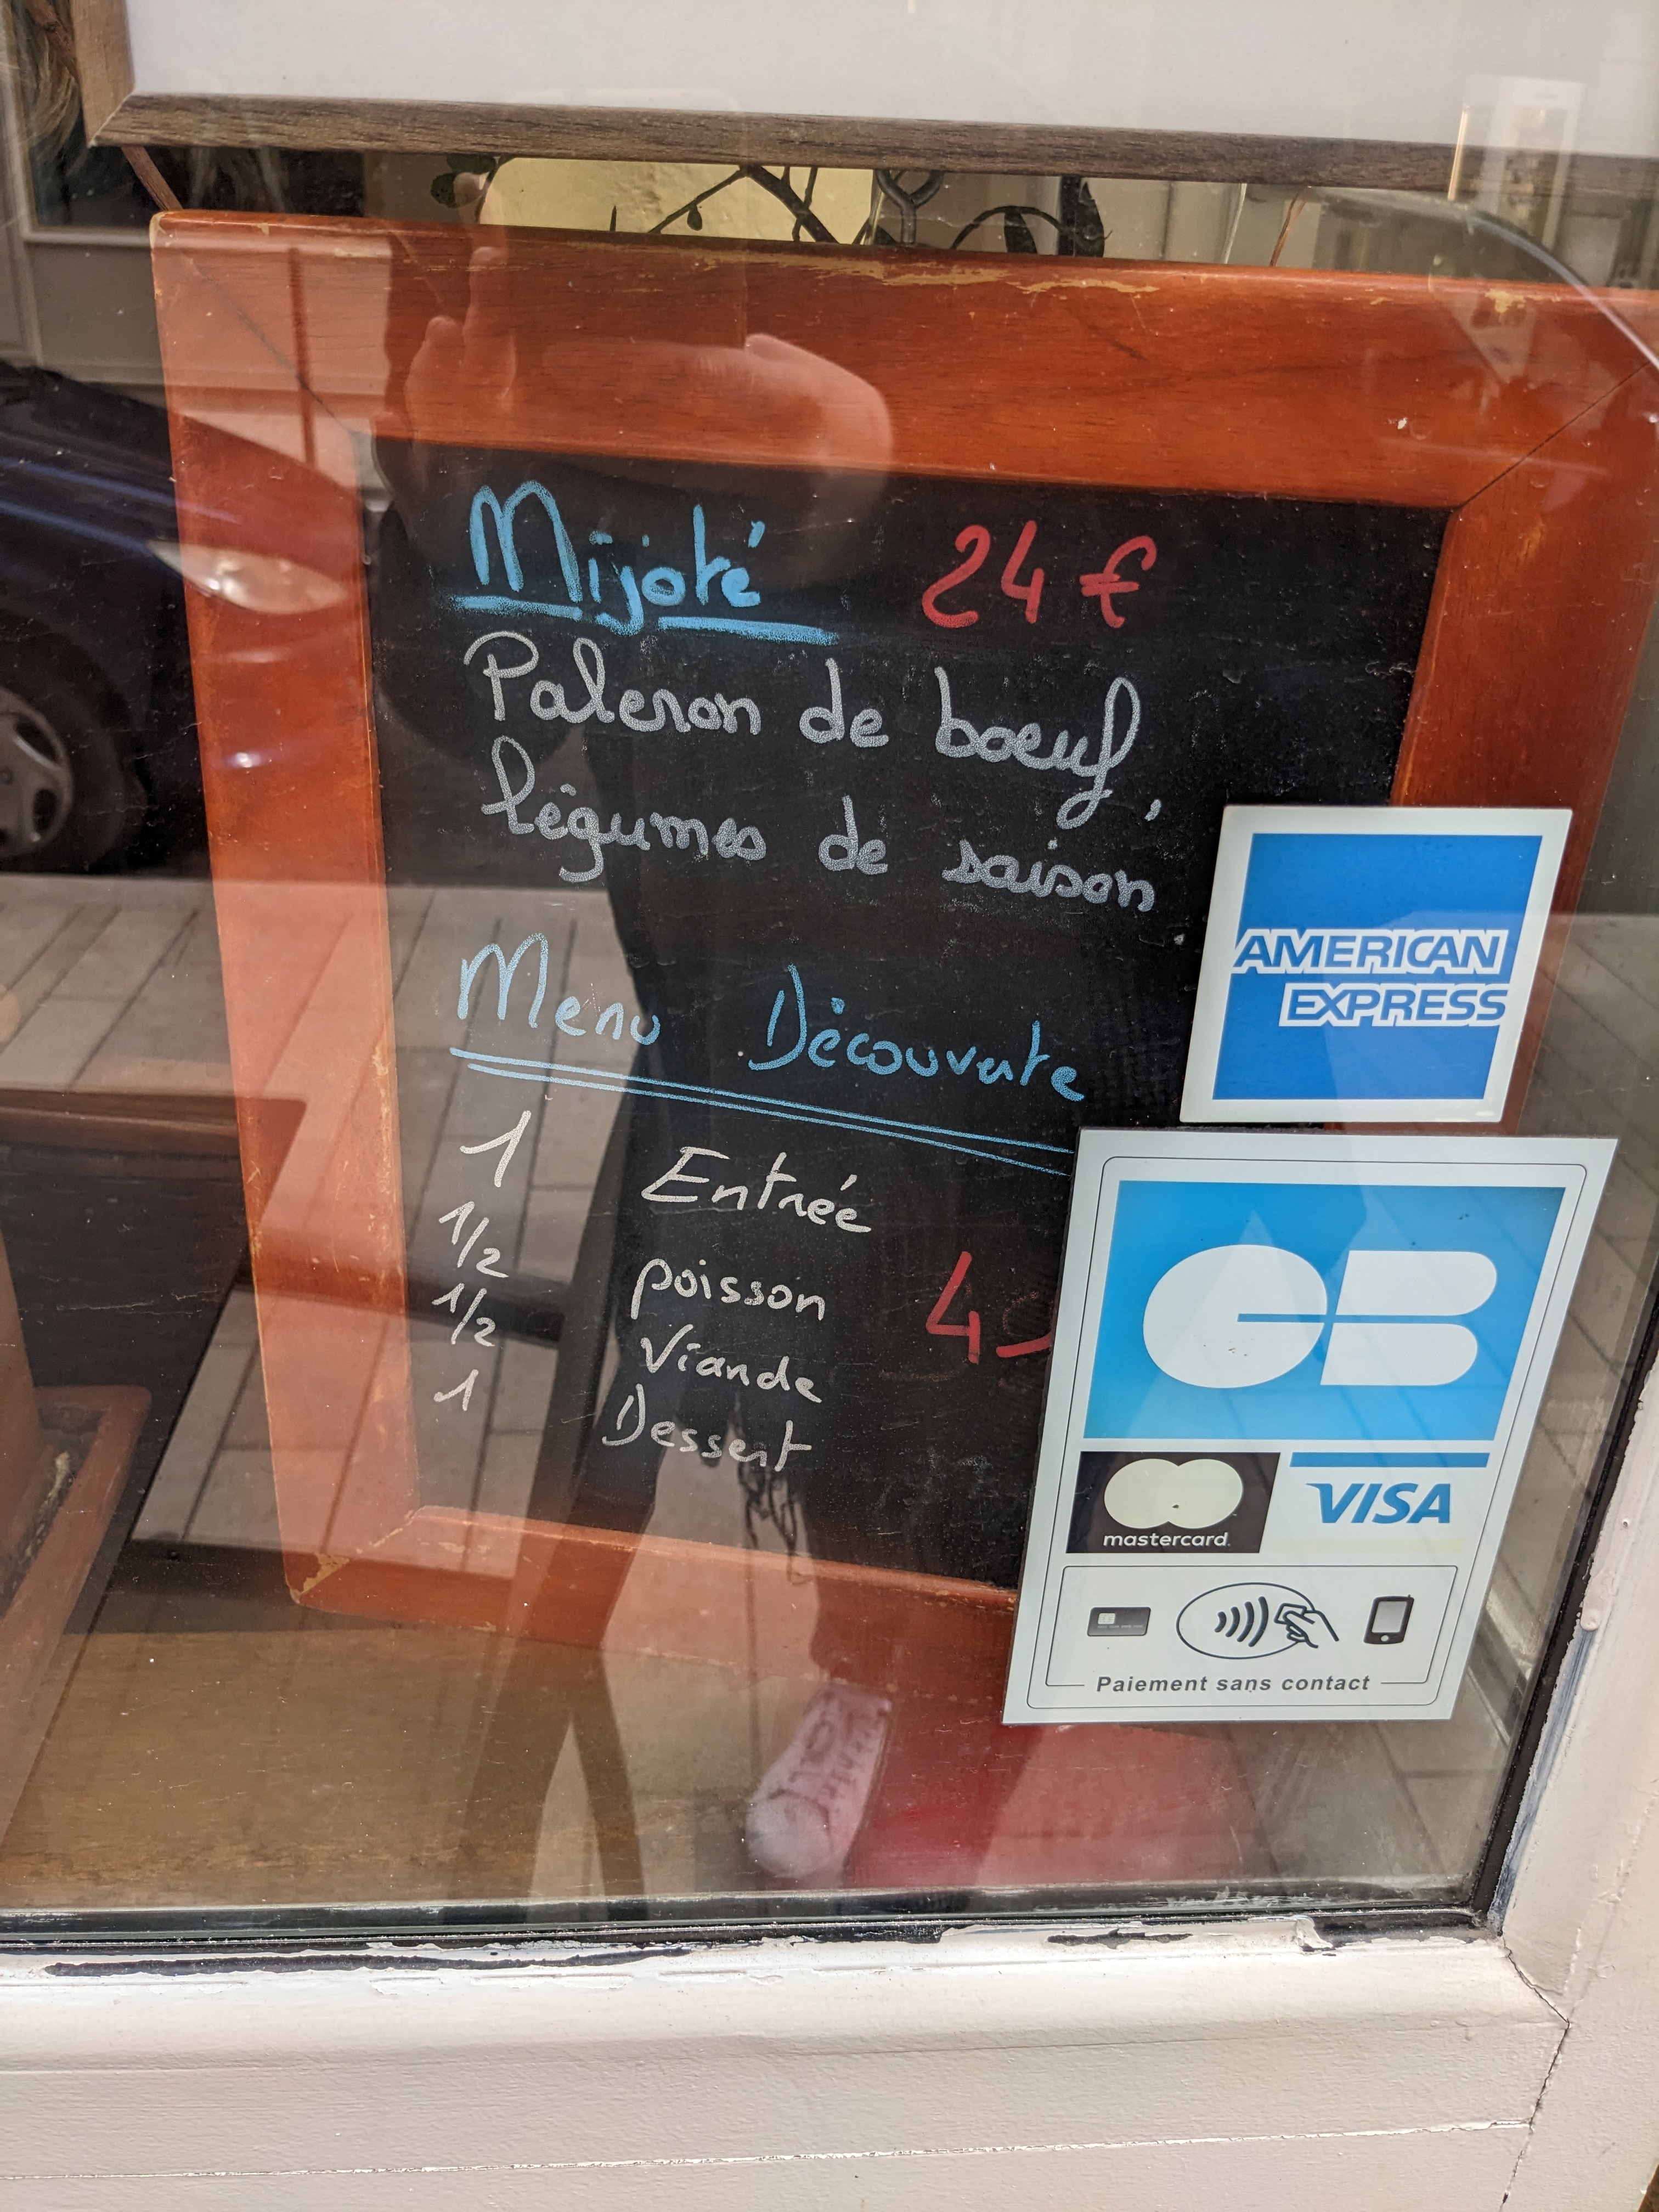 Mijoté 24 €
Paleron de boeuf,
légumes de saison
Menu Découverte
1 Entrée
1/2 poisson
1/2 Viande
1 Dessert
AMERICAN
EXPRESS
CB
mastercard.
VISA
Paiement sans contact